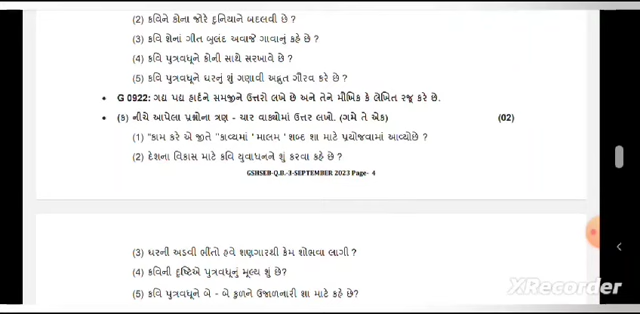 (2) કવિને કોના જોરે દુનિયાને બદલવી છે ?
(3) કવિ શેનાં ગીત બુલંદ અવાજે ગાવાનું કહે છે ?
(4) કવિ પુત્રવધૂને કોની સાથે સરખાવે છે ?
(5) કવિ પુત્રવધૂને ઘરનું શું ગણાવી અદ્ભુત ગૌરવ કરે છે ?
• G 0922: ગદ્ય પદ્ય હાર્દને સમજીને ઉત્તરો લખે છે અને તેને મૌખિક કે લેખિત રજૂ કરે છે.
• (ક) નીચે આપેલા પ્રશ્નોના ત્રણ - ચાર વાક્યોમાં ઉત્તર લખો. (ગમે તે એક) (02)
(1) "કામ કરે એ જીતે "કાવ્યમાં ' માલમ ' શબ્દ શા માટે પ્રયોજવામાં આવ્યોછે ?
(2) દેશના વિકાસ માટે કવિ યુવાધનને શું કરવા કહે છે ?
GSHSEB-Q.B.-3-SEPTEMBER 2023 Page- 4
(3) ઘરની અડવી ભીંતો હવે શણગારથી કેમ શોભવા લાગી ?
(4) કવિની દૃષ્ટિએ પુત્રવધૂનું મૂલ્ય શું છે?
(5) કવિ પુત્રવધૂને બે - બે કુળને ઉજાળનારી શા માટે કહે છે?
XRecorder